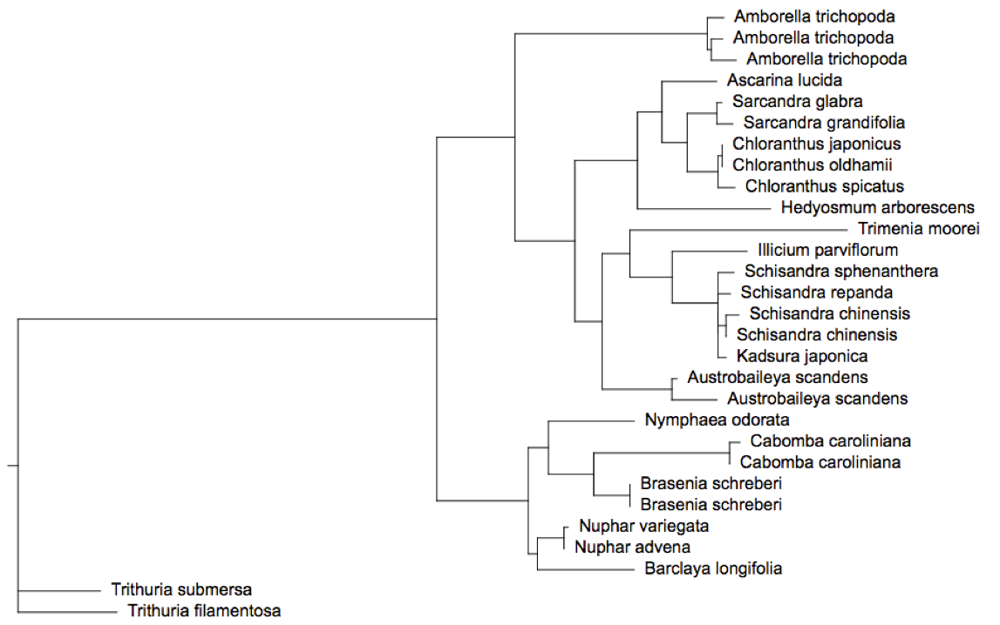 Amborella trichopoda
Amborella trichopoda
Amborella trichopoda
Ascarina lucida
Sarcandra glabra
Sarcandra grandifolia
Chloranthus japonicus
Chloranthus oldhamii
Chloranthus spicatus
Hedyosmum arborescens
Trimenia moorei
Illicium parviflorum
Schisandra sphenanthera
Schisandra repanda
Schisandra chinensis
Schisandra chinensis
Kadsura japonica
Austrobaileya scandens
Austrobaileya scandens
Nymphaea odorata
Cabomba caroliniana
Cabomba caroliniana
Brasenia schreberi
Brasenia schreberi
Nuphar variegata
Nuphar advena
Barclaya longifolia
Trithuria submersa
Trithuria filamentosa